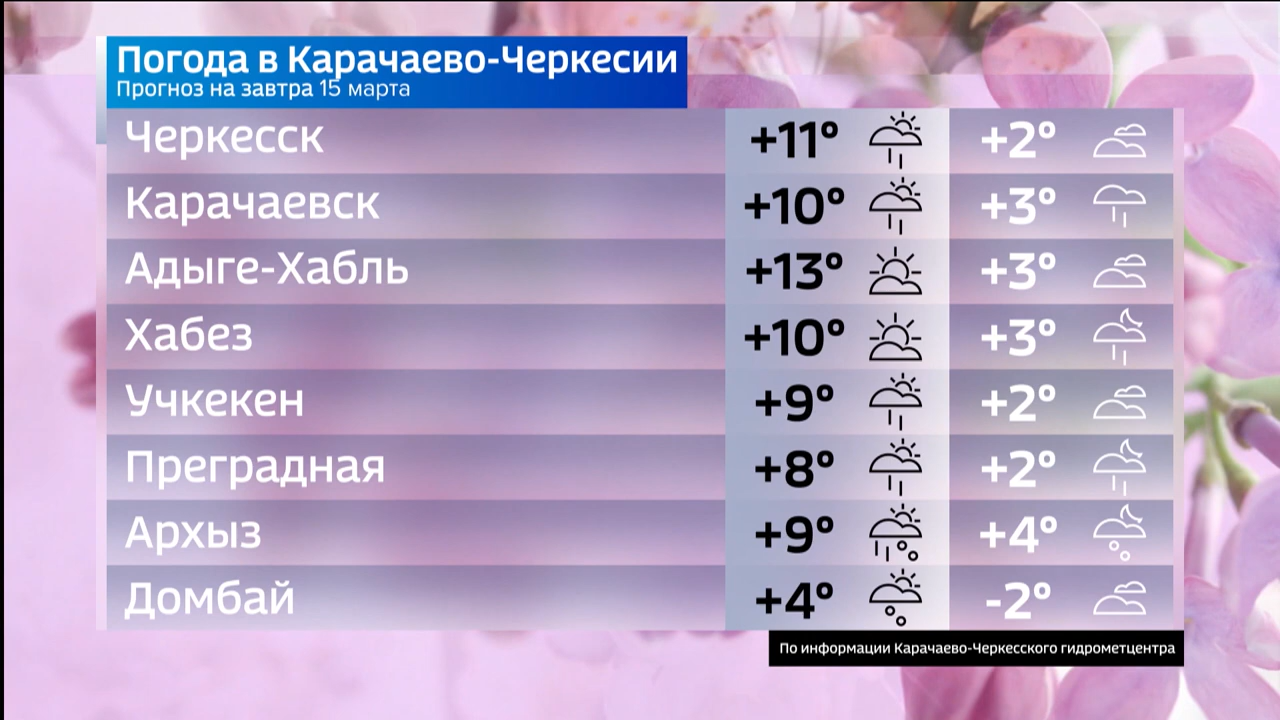 Погода в Карачаево-Черкесии
Прогноз на завтра 15 марта
Черкесск +11° +2°
Карачаевск +10° +3°
Адыге-Хабль +13° +3°
Хабез +10° +3°
Учкекен +9° +2°
Преградная +8° +2°
Архыз +9° +4°
Домбай +4° -2°
По информации Карачаево-Черкесского гидрометцентра